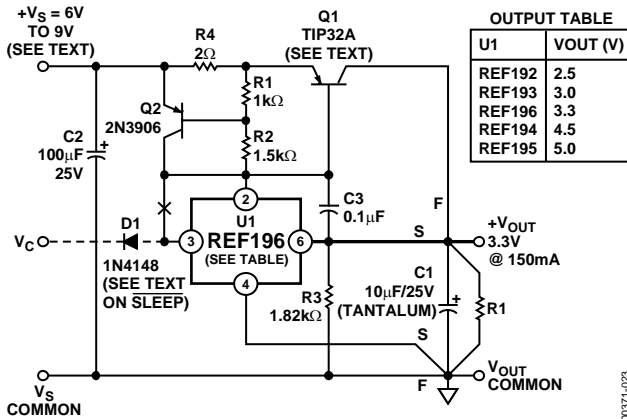 +VS = 6V
TO 9V
(SEE TEXT)
R4
2Ω
Q1
TIP32A
(SEE TEXT)
OUTPUT TABLE
U1 VOUT (V)
REF192 2.5
REF193 3.0
REF196 3.3
REF194 4.5
REF195 5.0
R1
1kΩ
Q2
2N3906
R2
1.5kΩ
C2
100µF
25V
+
C3
0.1µF
F
S
2
U1
REF196
(SEE TABLE)
3
6
4
VC
D1
1N4148
(SEE TEXT
ON SLEEP)
+VOUT
3.3V
@ 150mA
R3
1.82kΩ
C1
10µF/25V
(TANTALUM)
+
R1
S
F
VS
COMMON
VOUT
COMMON
00371-023